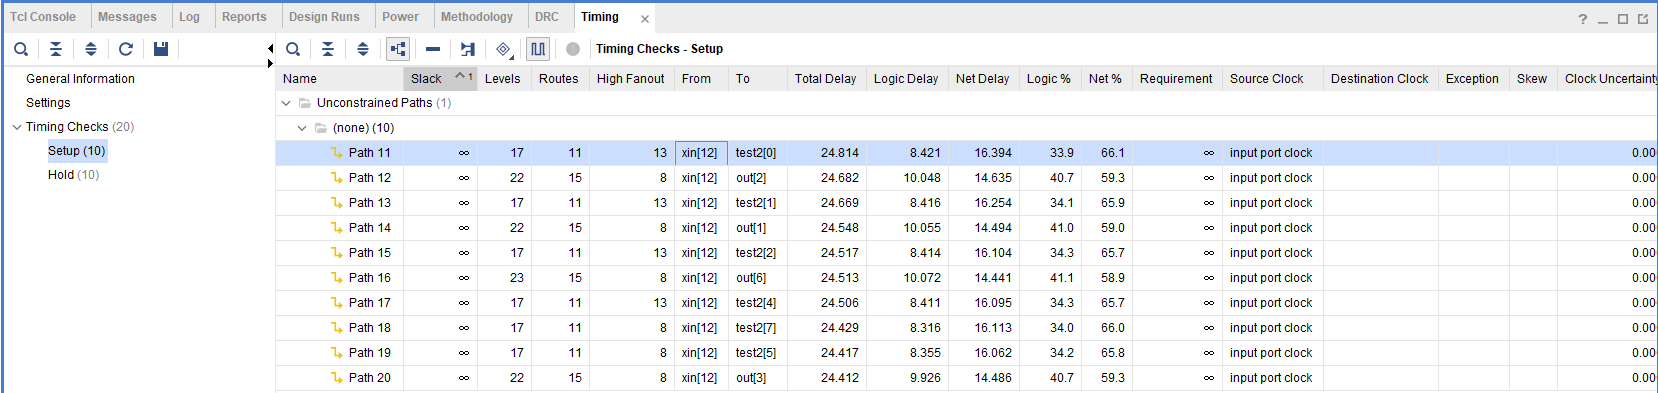 Tcl Console Messages Log Reports Design Runs Power Methodology DRC Timing
Timing Checks - Setup
General Information
Settings
Timing Checks (20)
Setup (10)
Hold (10)
Name Slack 1 Levels Routes High Fanout From To Total Delay Logic Delay Net Delay Logic % Net % Requirement Source Clock Destination Clock Exception Skew Clock Uncertainty
Unconstrained Paths (1)
(none) (10)
Path 11 ∞ 17 11 13 xin[12] test2[0] 24.814 8.421 16.394 33.9 66.1 ∞ input port clock 0.00
Path 12 ∞ 22 15 8 xin[12] out[2] 24.682 10.048 14.635 40.7 59.3 ∞ input port clock 0.00
Path 13 ∞ 17 11 13 xin[12] test2[1] 24.669 8.416 16.254 34.1 65.9 ∞ input port clock 0.00
Path 14 ∞ 22 15 8 xin[12] out[1] 24.548 10.055 14.494 41.0 59.0 ∞ input port clock 0.00
Path 15 ∞ 17 11 13 xin[12] test2[2] 24.517 8.414 16.104 34.3 65.7 ∞ input port clock 0.00
Path 16 ∞ 23 15 8 xin[12] out[6] 24.513 10.072 14.441 41.1 58.9 ∞ input port clock 0.00
Path 17 ∞ 17 11 13 xin[12] test2[4] 24.506 8.411 16.095 34.3 65.7 ∞ input port clock 0.00
Path 18 ∞ 17 11 8 xin[12] test2[7] 24.429 8.316 16.113 34.0 66.0 ∞ input port clock 0.00
Path 19 ∞ 17 11 8 xin[12] test2[5] 24.417 8.355 16.062 34.2 65.8 ∞ input port clock 0.00
Path 20 ∞ 22 15 8 xin[12] out[3] 24.412 9.926 14.486 40.7 59.3 ∞ input port clock 0.00